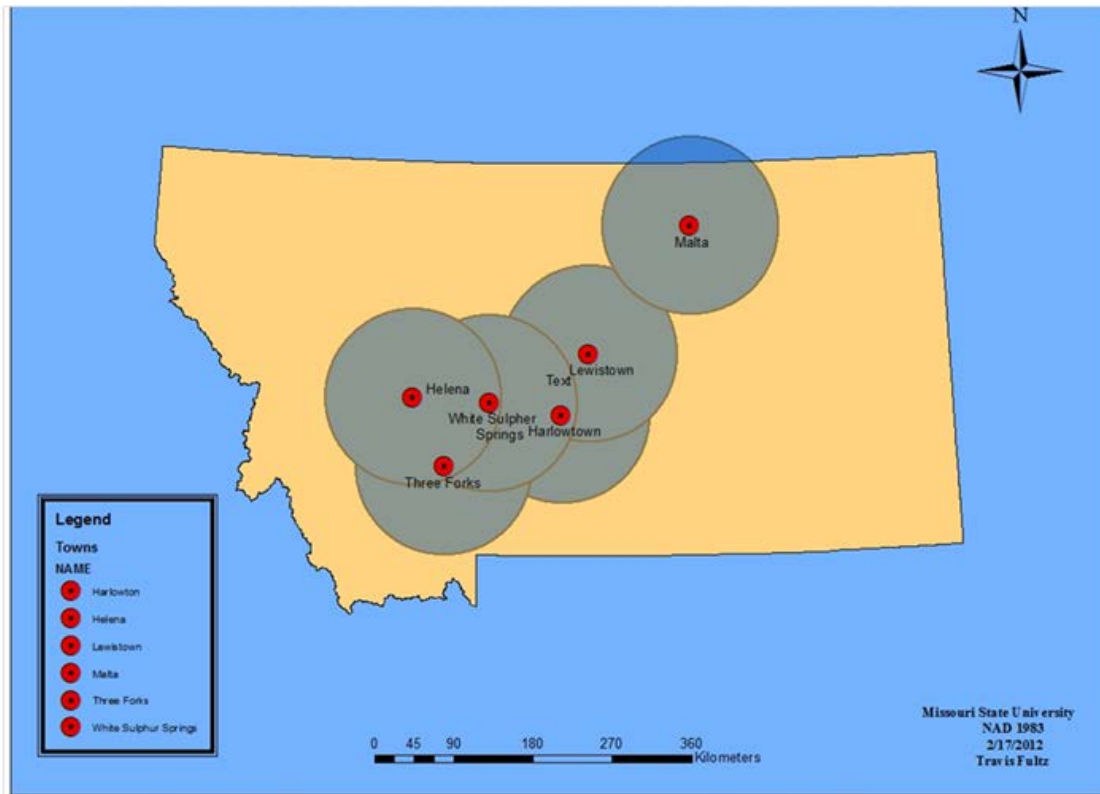 N
Malta
Lewistown
Text
Helena
White Sulpher
Springs
Harlowtown
Three Forks
Legend
Towns
NAME
Harlowton
Helena
Lewistown
Malta
Three Forks
White Sulphur Springs
0 45 90 180 270 360
Kilometers
Missouri State University
NAD 1983
2/17/2012
Travis Fultz